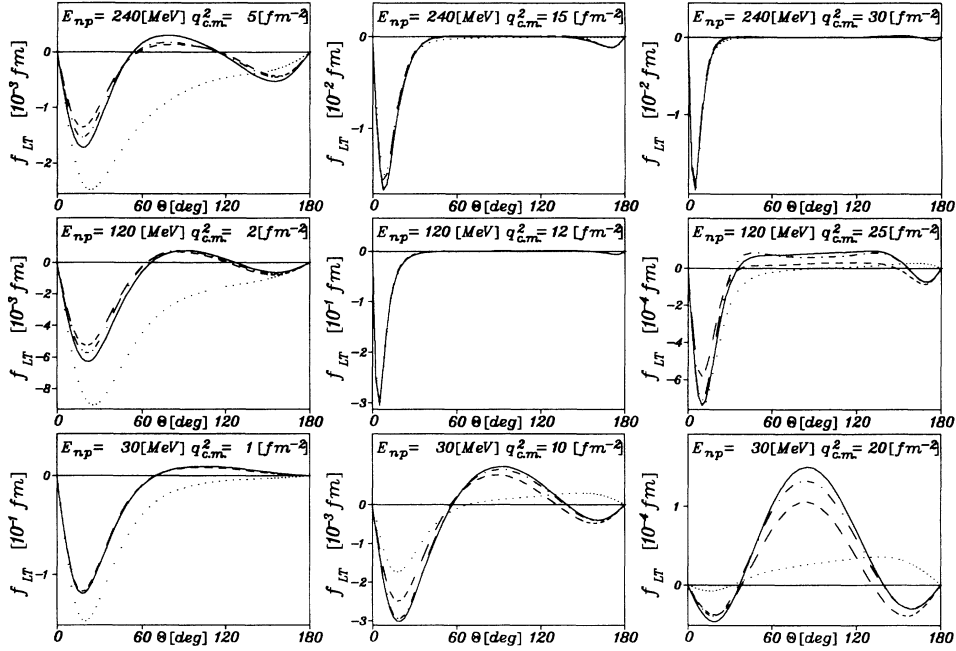 E_np = 240 [MeV] q²_c.m. = 5 [fm⁻²]
f_LT [10⁻³ fm]
0
-1
-2
0 60 Θ [deg] 120 180
E_np = 240 [MeV] q²_c.m. = 15 [fm⁻²]
f_LT [10⁻² fm]
0
-1
0 60 Θ [deg] 120 180
E_np = 240 [MeV] q²_c.m. = 30 [fm⁻²]
f_LT [10⁻² fm]
0
-1
0 60 Θ [deg] 120 180
E_np = 120 [MeV] q²_c.m. = 2 [fm⁻²]
f_LT [10⁻³ fm]
0
-2
-4
-6
-8
0 60 Θ [deg] 120 180
E_np = 120 [MeV] q²_c.m. = 12 [fm⁻²]
f_LT [10⁻¹ fm]
0
-1
-2
-3
0 60 Θ [deg] 120 180
E_np = 120 [MeV] q²_c.m. = 25 [fm⁻²]
f_LT [10⁻⁴ fm]
0
-2
-4
-6
0 60 Θ [deg] 120 180
E_np = 30 [MeV] q²_c.m. = 1 [fm⁻²]
f_LT [10⁻¹ fm]
0
-1
0 60 Θ [deg] 120 180
E_np = 30 [MeV] q²_c.m. = 10 [fm⁻²]
f_LT [10⁻³ fm]
1
0
-1
-2
-3
0 60 Θ [deg] 120 180
E_np = 30 [MeV] q²_c.m. = 20 [fm⁻²]
f_LT [10⁻⁴ fm]
1
0
0 60 Θ [deg] 120 180